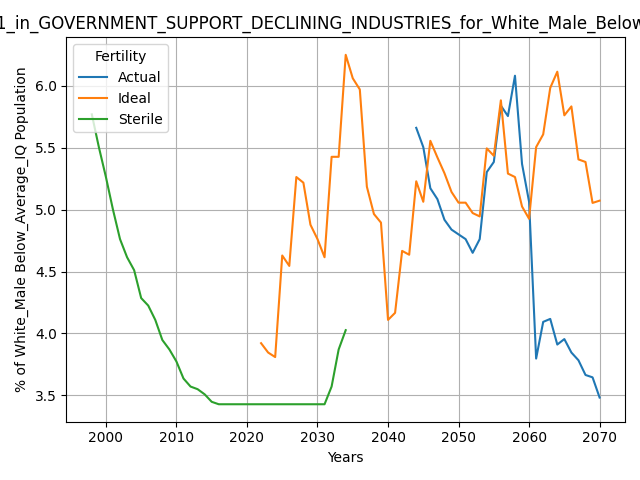 1_in_GOVERNMENT_SUPPORT_DECLINING_INDUSTRIES_for_White_Male_Below
Fertility
Actual
Ideal
Sterile
% of White_Male Below_Average_IQ Population
6.0
5.5
5.0
4.5
4.0
3.5
2000 2010 2020 2030 2040 2050 2060 2070
Years